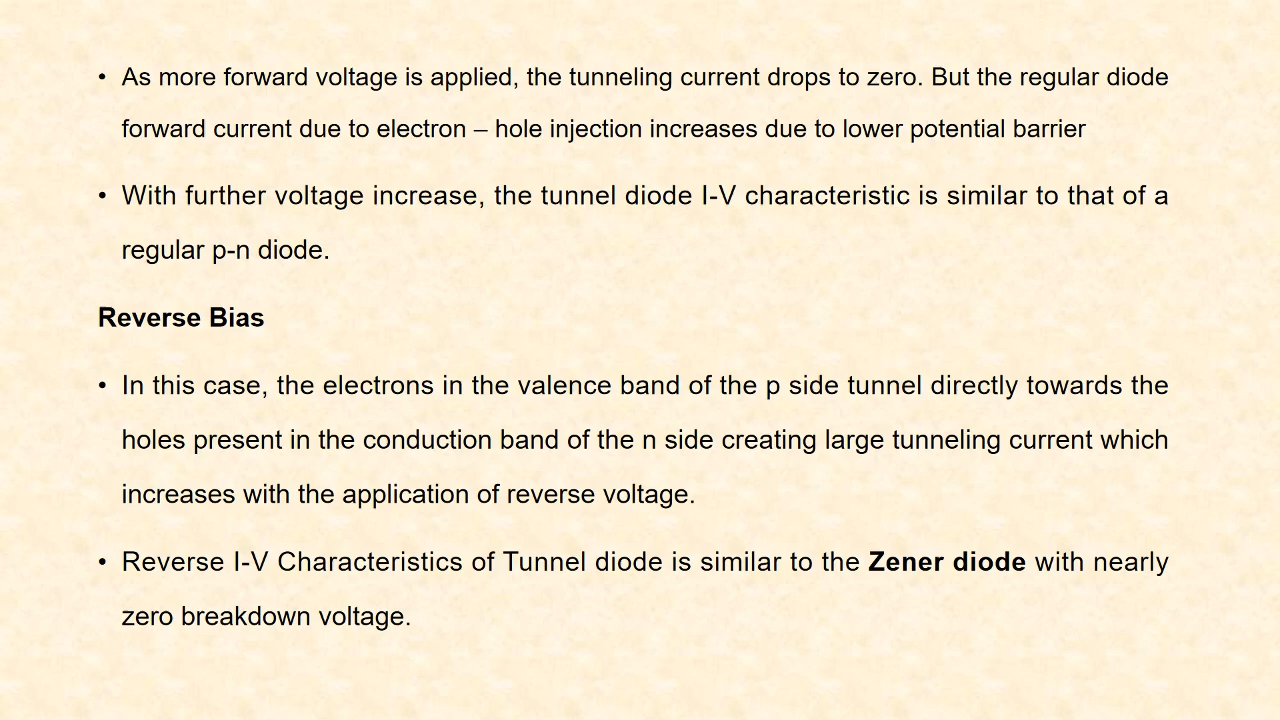 • As more forward voltage is applied, the tunneling current drops to zero. But the regular diode
forward current due to electron – hole injection increases due to lower potential barrier
• With further voltage increase, the tunnel diode I-V characteristic is similar to that of a
regular p-n diode.
Reverse Bias
• In this case, the electrons in the valence band of the p side tunnel directly towards the
holes present in the conduction band of the n side creating large tunneling current which
increases with the application of reverse voltage.
• Reverse I-V Characteristics of Tunnel diode is similar to the Zener diode with nearly
zero breakdown voltage.